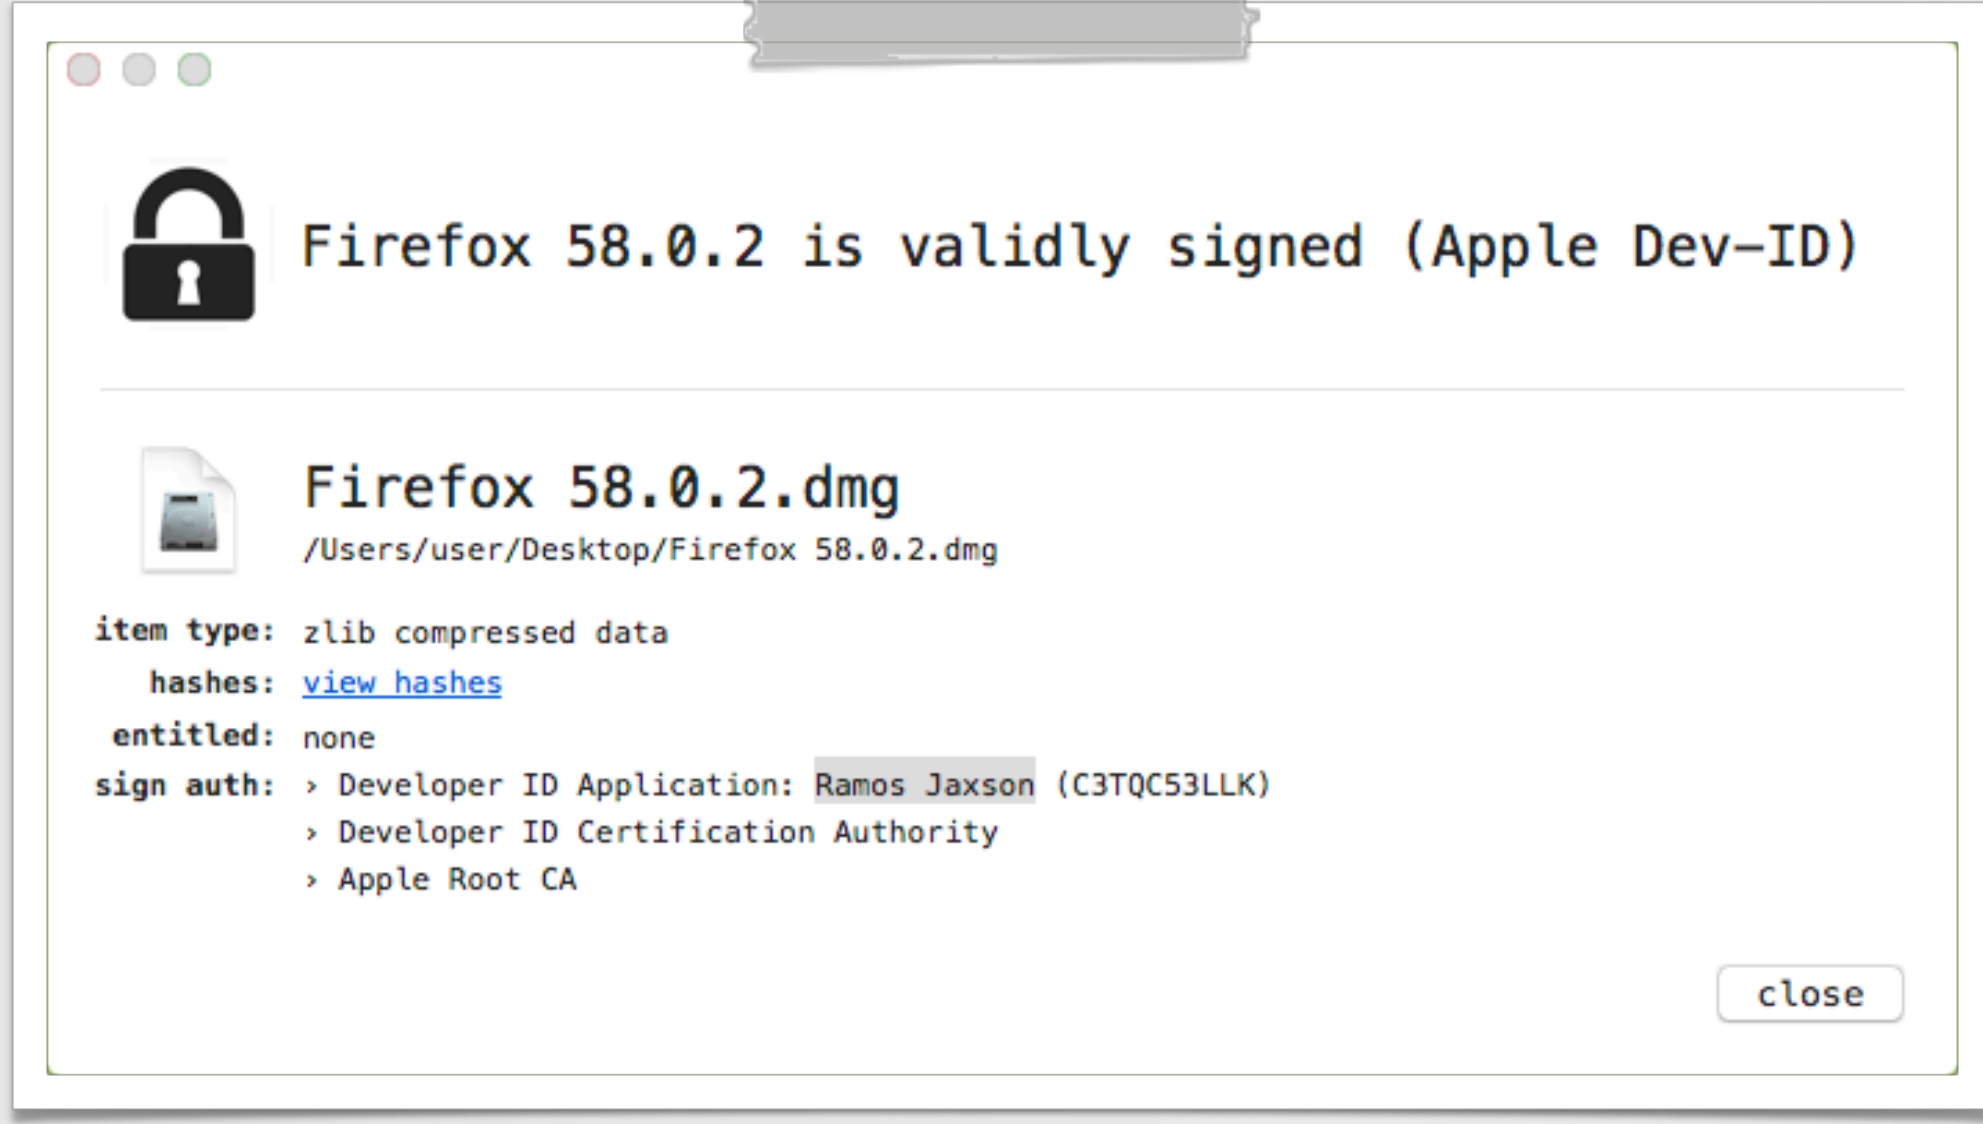 Firefox 58.0.2 is validly signed (Apple Dev-ID)
Firefox 58.0.2.dmg
/Users/user/Desktop/Firefox 58.0.2.dmg
item type: zlib compressed data
hashes: view hashes
entitled: none
sign auth: › Developer ID Application: Ramos Jaxson (C3TQC53LLK)
› Developer ID Certification Authority
› Apple Root CA
close